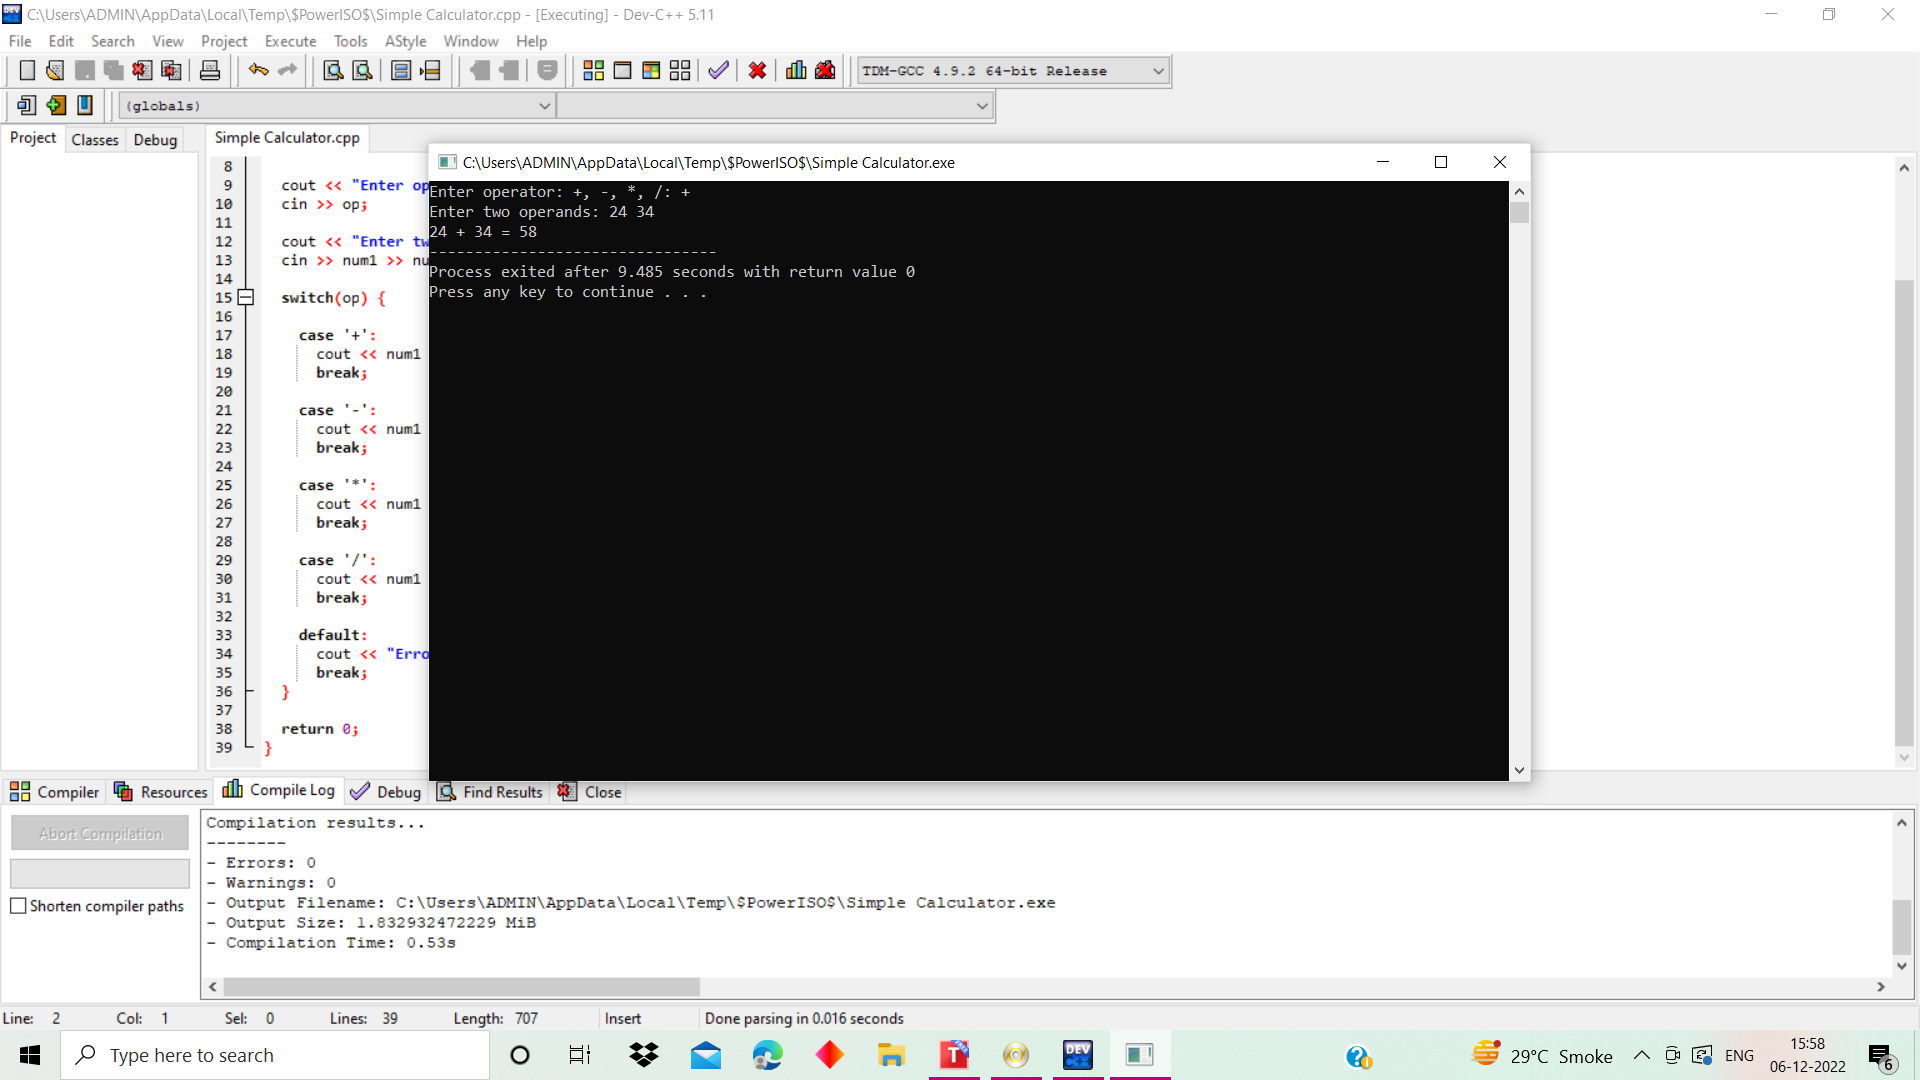 C:\Users\ADMIN\AppData\Local\Temp\$PowerISO$\Simple Calculator.cpp - [Executing] - Dev-C++ 5.11
File Edit Search View Project Execute Tools AStyle Window Help
TDM-GCC 4.9.2 64-bit Release
(globals)
Project Classes Debug
Simple Calculator.cpp
8
9 cout << "Enter op
10 cin >> op;
11
12 cout << "Enter tw
13 cin >> num1 >> nu
14
15 switch(op) {
16
17 case '+':
18 cout << num1
19 break;
20
21 case '-':
22 cout << num1
23 break;
24
25 case '*':
26 cout << num1
27 break;
28
29 case '/':
30 cout << num1
31 break;
32
33 default:
34 cout << "Erro
35 break;
36 }
37
38 return 0;
39 }
C:\Users\ADMIN\AppData\Local\Temp\$PowerISO$\Simple Calculator.exe
Enter operator: +, -, *, /: +
Enter two operands: 24 34
24 + 34 = 58
--------------------------------
Process exited after 9.485 seconds with return value 0
Press any key to continue . . .
Compiler Resources Compile Log Debug Find Results Close
Abort Compilation
Shorten compiler paths
Compilation results...
--------
- Errors: 0
- Warnings: 0
- Output Filename: C:\Users\ADMIN\AppData\Local\Temp\$PowerISO$\Simple Calculator.exe
- Output Size: 1.832932472229 MiB
- Compilation Time: 0.53s
Line: 2 Col: 1 Sel: 0 Lines: 39 Length: 707 Insert Done parsing in 0.016 seconds
Type here to search
DEV C++
29°C Smoke
ENG
15:58
06-12-2022
6